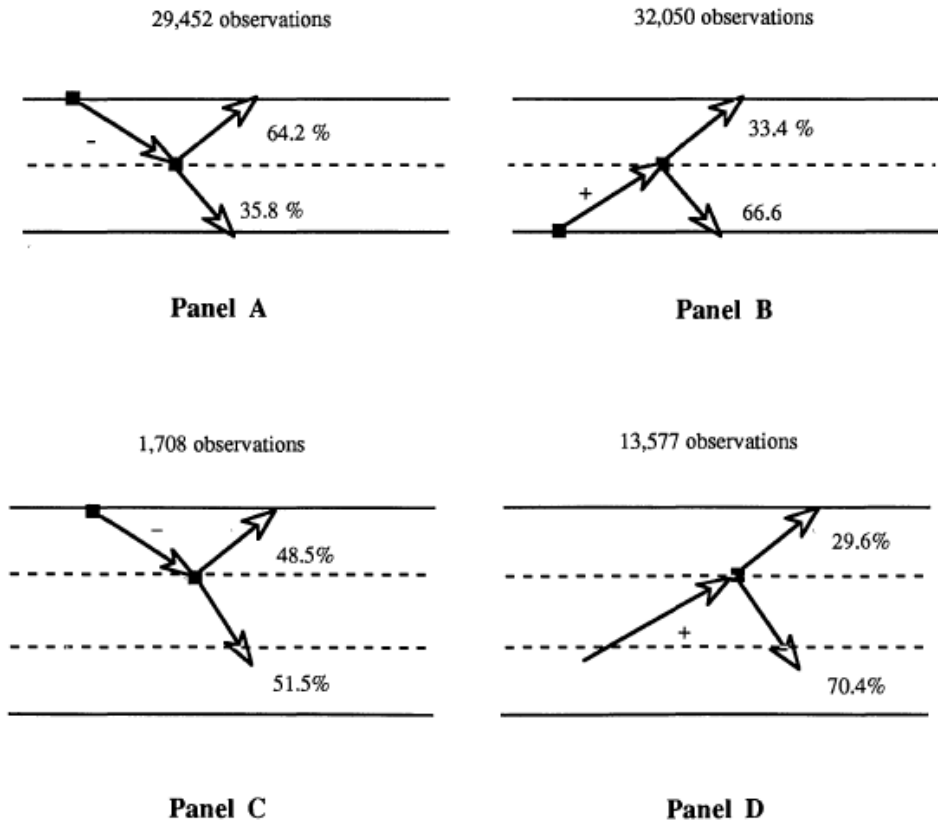 29,452 observations
32,050 observations
64.2 %
33.4 %
-
+
35.8 %
66.6
Panel A
Panel B
1,708 observations
13,577 observations
-
48.5%
29.6%
+
51.5%
70.4%
Panel C
Panel D